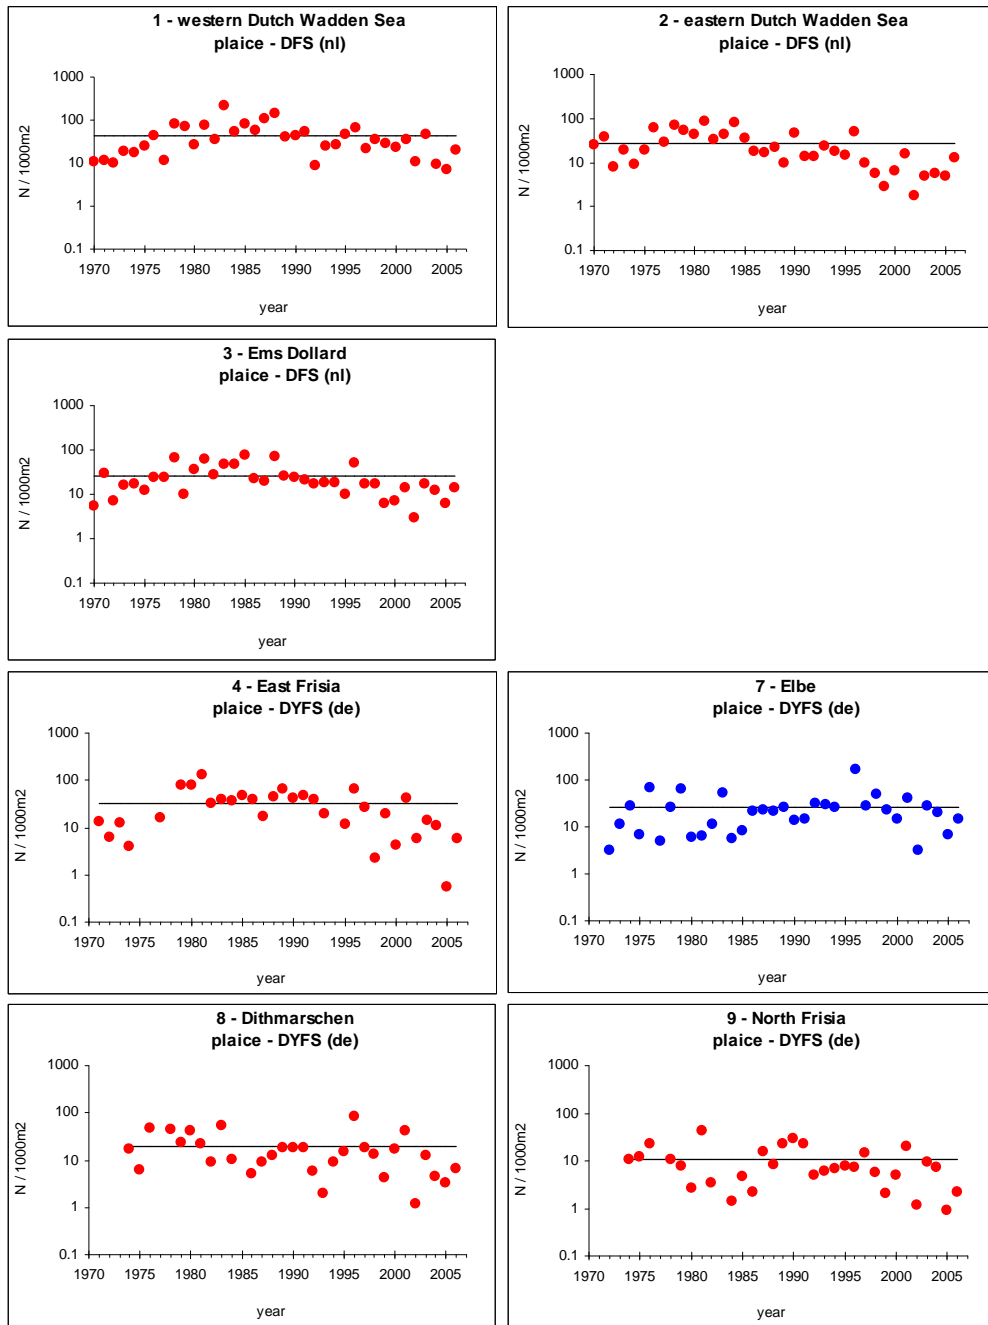 1 - western Dutch Wadden Sea
plaice - DFS (nl)
1000
100
10
1
0.1
N / 1000m2
1970 1975 1980 1985 1990 1995 2000 2005
year
2 - eastern Dutch Wadden Sea
plaice - DFS (nl)
1000
100
10
1
0.1
N / 1000m2
1970 1975 1980 1985 1990 1995 2000 2005
year
3 - Ems Dollard
plaice - DFS (nl)
1000
100
10
1
0.1
N / 1000m2
1970 1975 1980 1985 1990 1995 2000 2005
year
4 - East Frisia
plaice - DYFS (de)
1000
100
10
1
0.1
N / 1000m2
1970 1975 1980 1985 1990 1995 2000 2005
year
7 - Elbe
plaice - DYFS (de)
1000
100
10
1
0.1
N / 1000m2
1970 1975 1980 1985 1990 1995 2000 2005
year
8 - Dithmarschen
plaice - DYFS (de)
1000
100
10
1
0.1
N / 1000m2
1970 1975 1980 1985 1990 1995 2000 2005
year
9 - North Frisia
plaice - DYFS (de)
1000
100
10
1
0.1
N / 1000m2
1970 1975 1980 1985 1990 1995 2000 2005
year